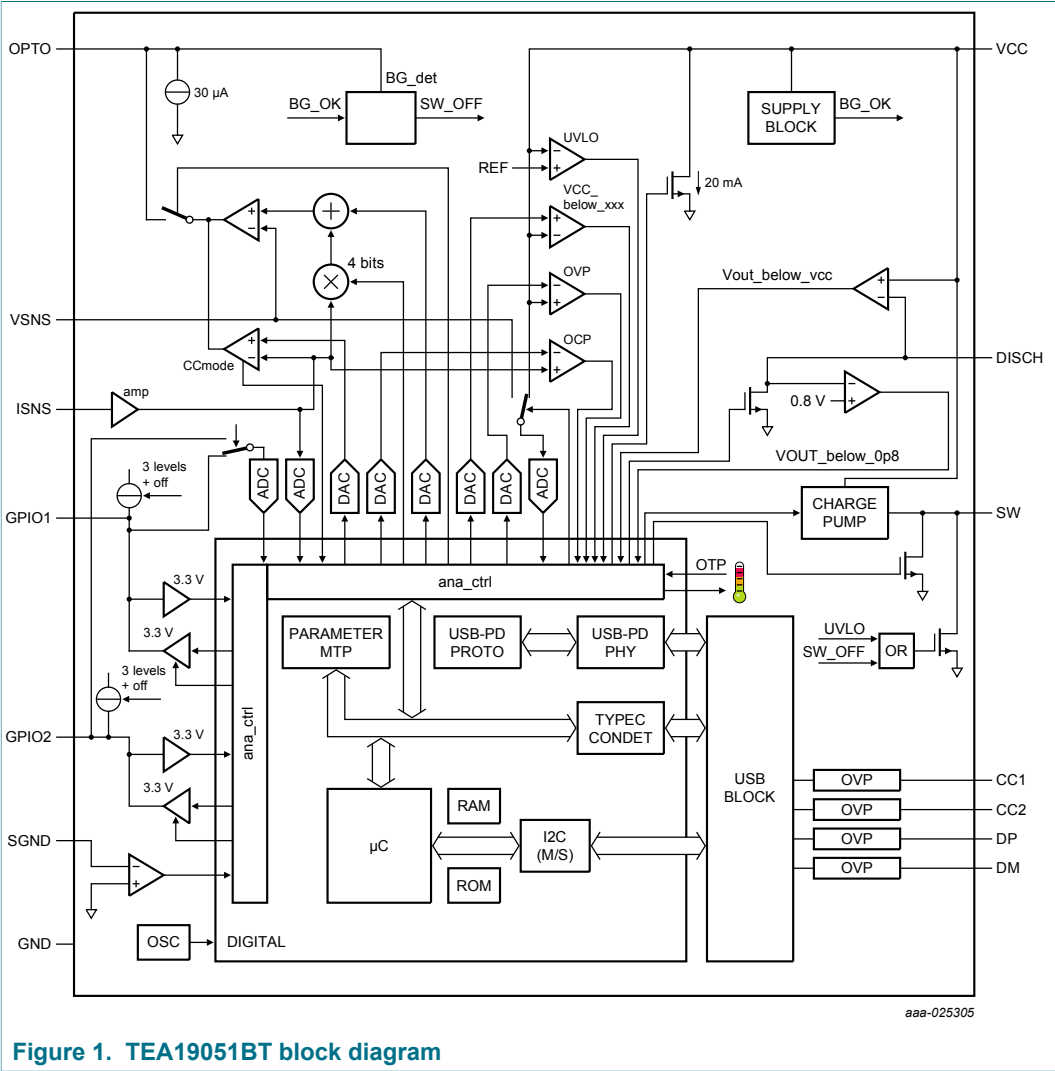 OPTO
VCC
30 µA
BG_det
BG_OK
SW_OFF
SUPPLY
BLOCK
BG_OK
UVLO
−
+
REF
20 mA
VCC_
below_xxx
+
−
+
−
+
4 bits
×
OVP
−
+
Vout_below_vcc
+
−
VSNS
CCmode
+
−
OCP
−
+
DISCH
amp
ISNS
0.8 V
−
+
VOUT_below_0p8
3 levels
+ off
ADC
ADC
DAC
DAC
DAC
DAC
DAC
ADC
CHARGE
PUMP
GPIO1
SW
ana_ctrl
OTP
3.3 V
3.3 V
PARAMETER
MTP
USB-PD
PROTO
USB-PD
PHY
UVLO
SW_OFF
OR
3 levels
+ off
ana_ctrl
TYPEC
CONDET
GPIO2
3.3 V
3.3 V
USB
BLOCK
OVP
CC1
OVP
CC2
OVP
DP
OVP
DM
RAM
µC
I2C
(M/S)
ROM
SGND
−
+
GND
OSC
DIGITAL
aaa-025305
Figure 1. TEA19051BT block diagram